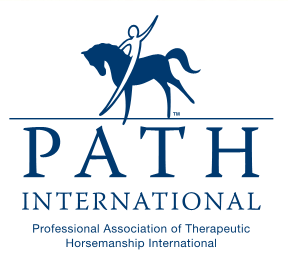 TM
PATH
INTERNATIONAL
Professional Association of Therapeutic
Horsemanship International